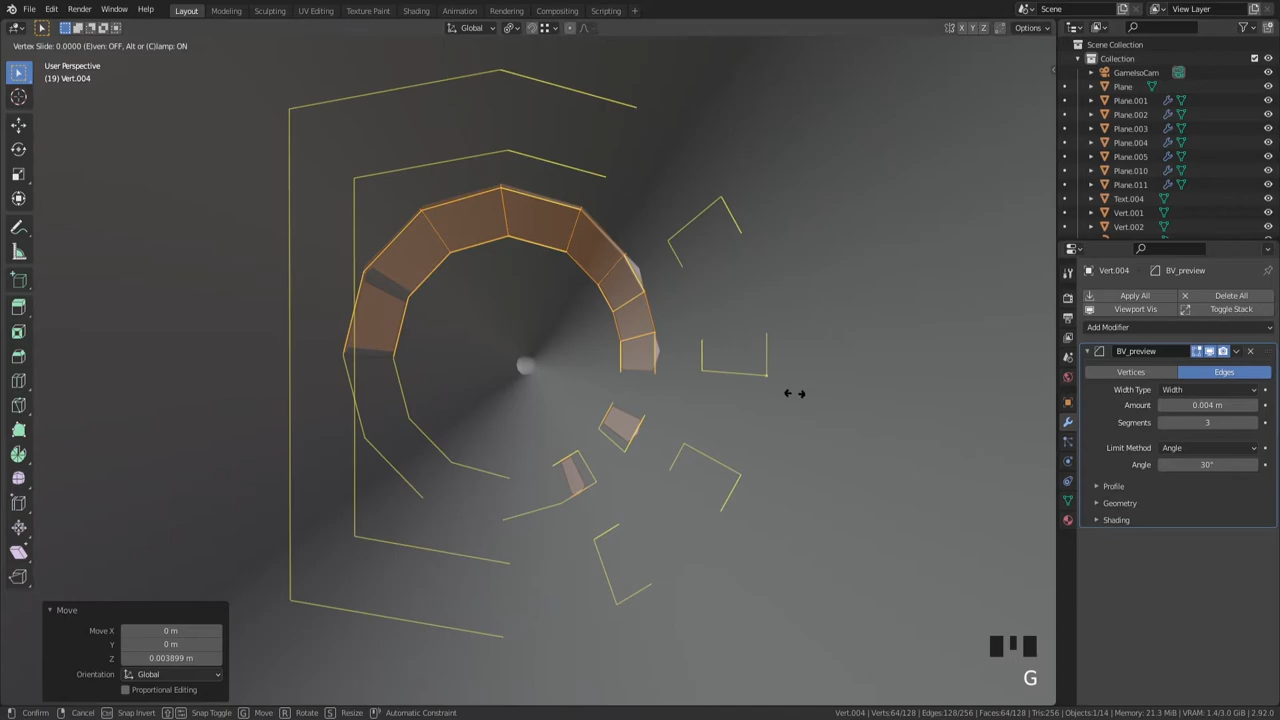 File Edit Render Window Help Layout Modeling Sculpting UV Editing Texture Paint Shading Animation Rendering Compositing Scripting + Scene View Layer
Global X Y Z Options
Vertex Slide: 0.0000 (E)ven: OFF, Alt or (C)lamp: ON
User Perspective
(19) Vert.004
Scene Collection
Collection
GameIsoCam
Plane
Plane.001
Plane.002
Plane.003
Plane.004
Plane.005
Plane.010
Plane.011
Text.004
Vert.001
Vert.002
Vert.004 BV_preview
Apply All Delete All
Viewport Vis Toggle Stack
Add Modifier
BV_preview
Vertices Edges
Width Type Width
Amount 0.004 m
Segments 3
Limit Method Angle
Angle 30°
Profile
Geometry
Shading
Move
Move X 0 m
Y 0 m
Z 0.003899 m
Orientation Global
Proportional Editing
G
Confirm Cancel Snap Invert Snap Toggle G Move R Rotate S Resize Automatic Constraint Vert.004 | Verts:64/128 | Edges:128/256 | Faces:64/128 | Tris:256 | Objects:1/14 | Memory: 21.3 MiB | VRAM: 1.4/3.0 GiB | 2.92.0